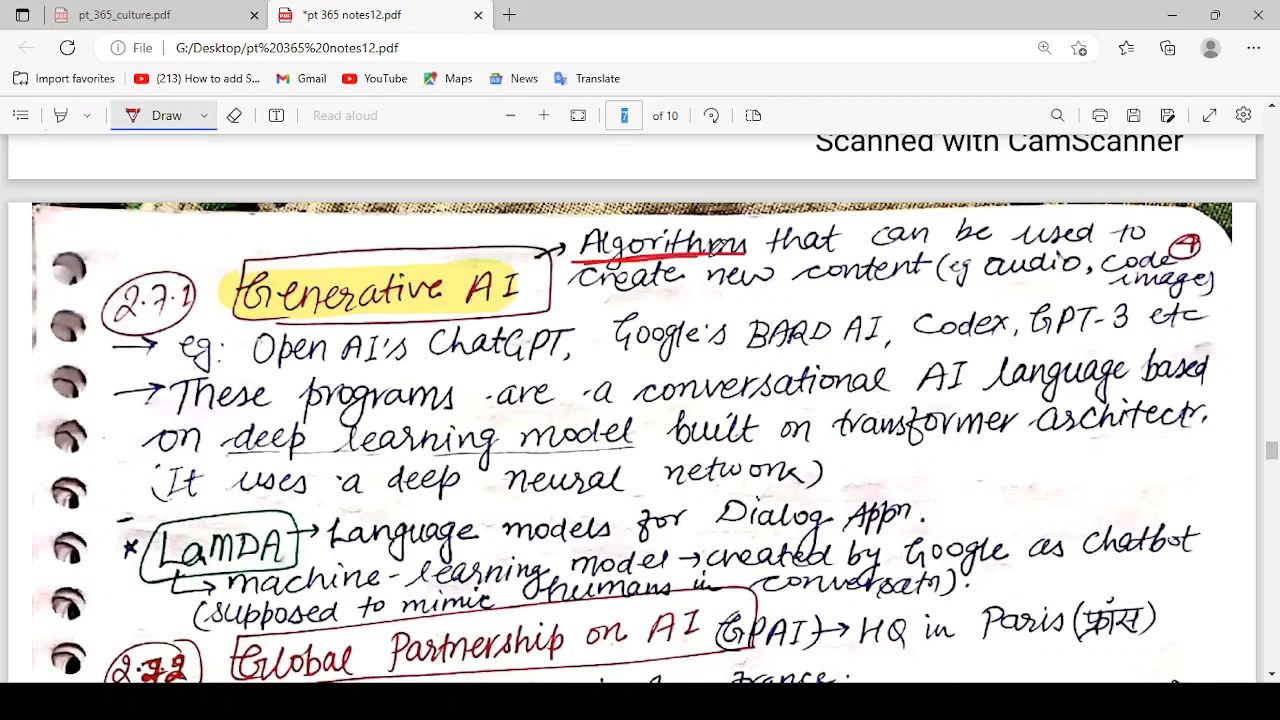 pt_365_culture.pdf
*pt 365 notes12.pdf
File
G:/Desktop/pt%20365%20notes12.pdf
Import favorites
(213) How to add S...
Gmail
YouTube
Maps
News
Translate
Draw
Read aloud
7
of 10
Scanned with CamScanner
2.7.1 Generative AI → Algorithms that can be used to
create new content (eg audio, code
images)
4
→ eg: Open AI's ChatGPT, Google's BARD AI, Codex, GPT-3 etc
→ These programs are a conversational AI language based
on deep learning model built on transformer architectr.
(It uses a deep neural network)
* LaMDA → Language models for Dialog Appn.
↳ machine-learning model → created by Google as chatbot
(supposed to mimic humans in conversatn).
Global Partnership on AI (GPAI) → HQ in Paris (फ्रांस)